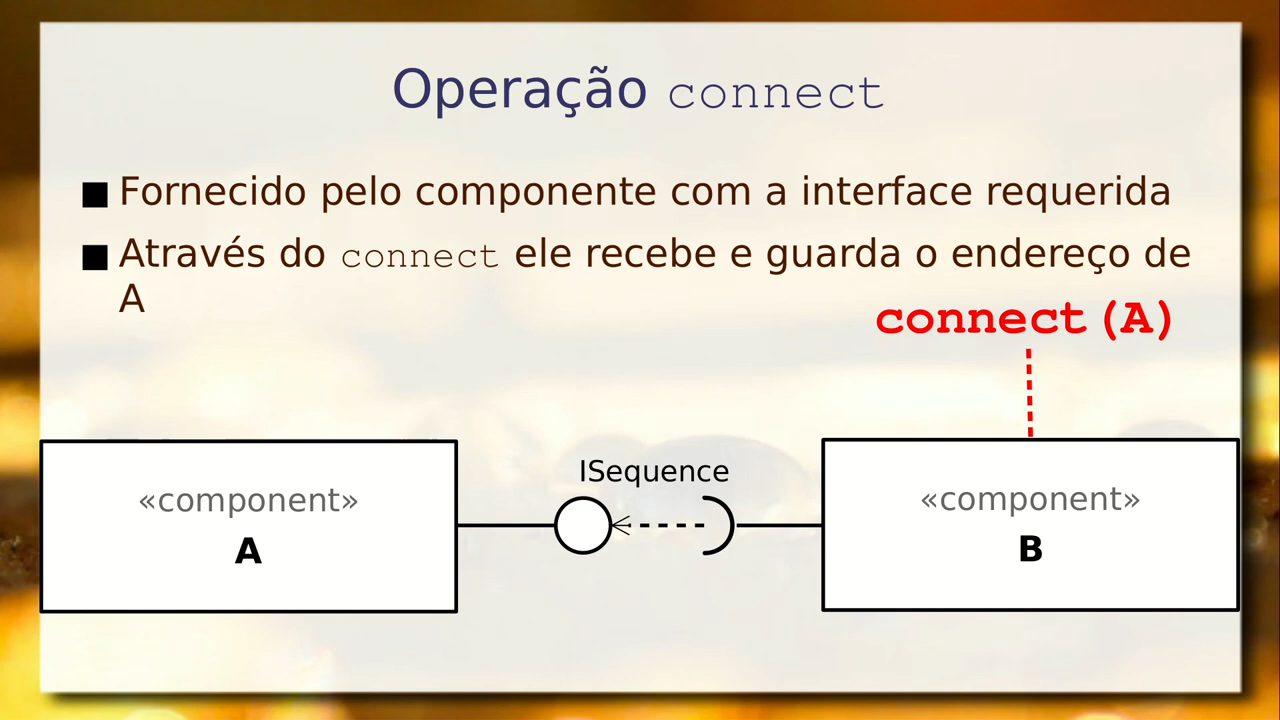 Operação connect
Fornecido pelo componente com a interface requerida
Através do connect ele recebe e guarda o endereço de
A
connect(A)
ISequence
«component»
A
«component»
B